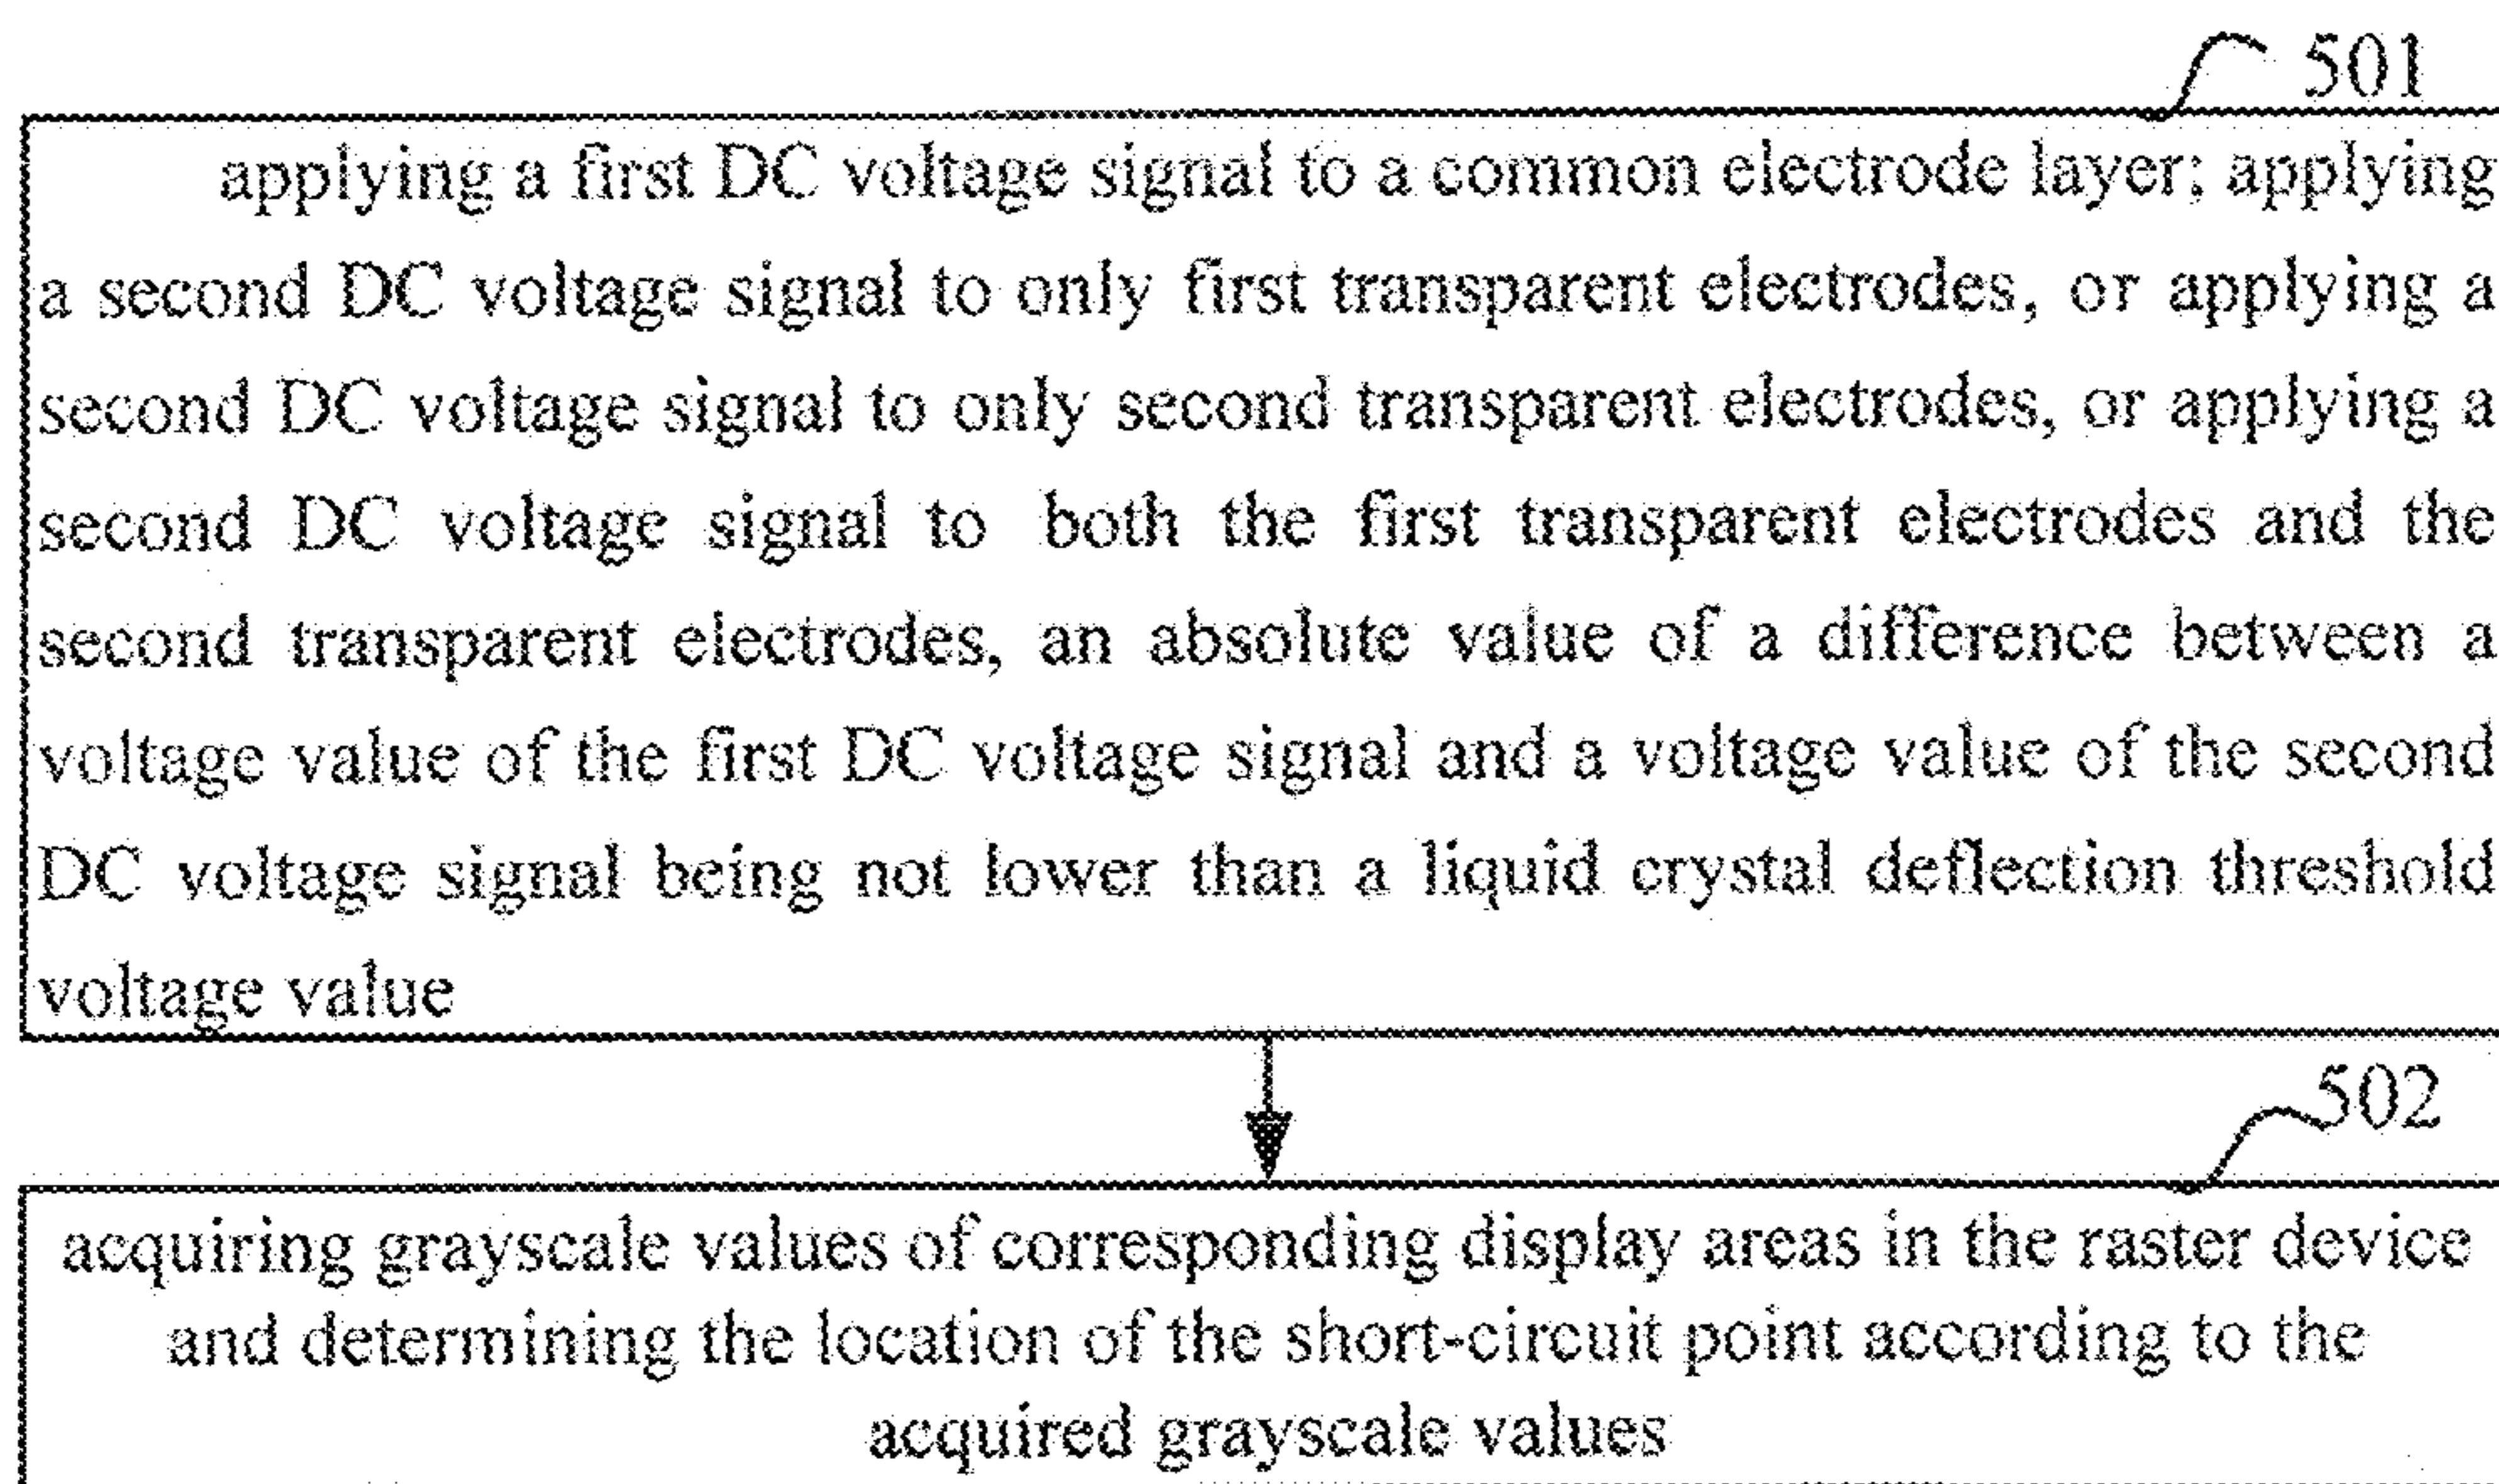 501
applying a first DC voltage signal to a common electrode layer; applying
a second DC voltage signal to only first transparent electrodes, or applying a
second DC voltage signal to only second transparent electrodes, or applying a
second DC voltage signal to both the first transparent electrodes and the
second transparent electrodes, an absolute value of a difference between a
voltage value of the first DC voltage signal and a voltage value of the second
DC voltage signal being not lower than a liquid crystal deflection threshold
voltage value
502
acquiring grayscale values of corresponding display areas in the raster device
and determining the location of the short-circuit point according to the
acquired grayscale values